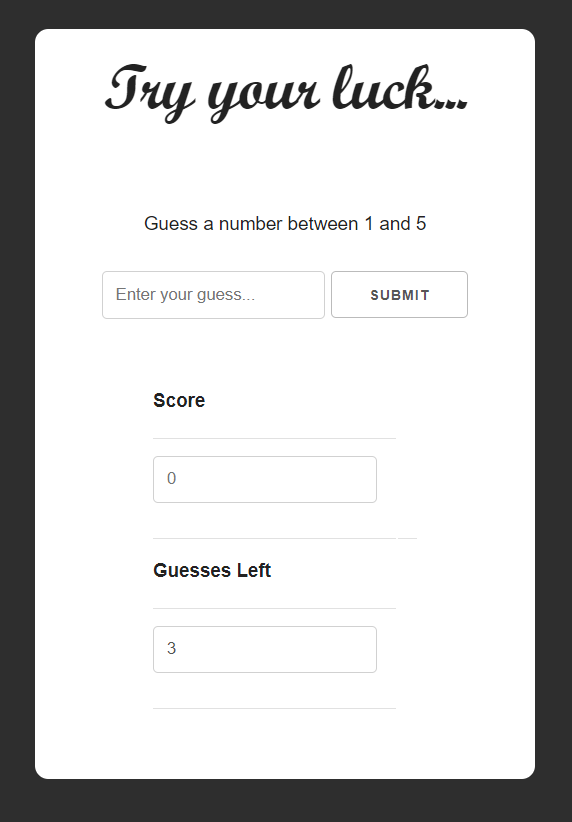 Try your luck...
Guess a number between 1 and 5
Enter your guess... SUBMIT
Score
0
Guesses Left
3